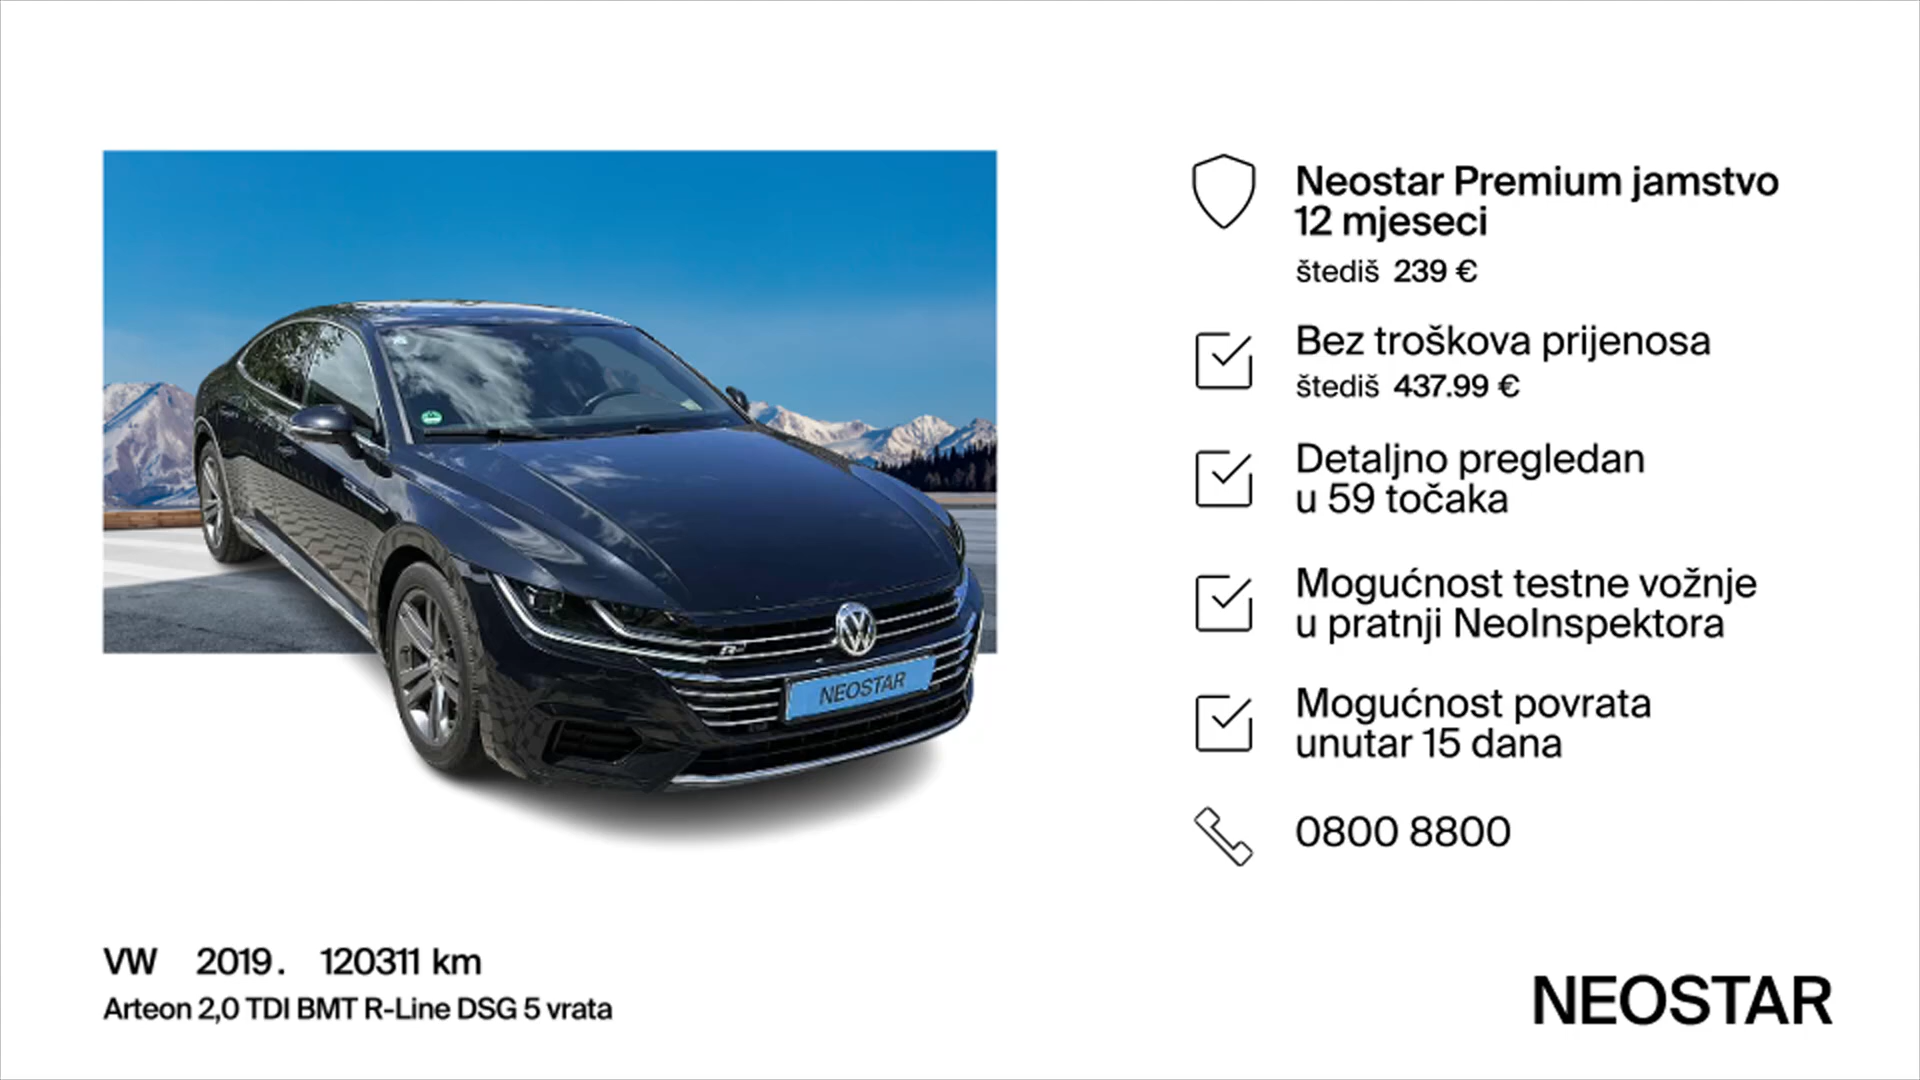 Neostar Premium jamstvo
12 mjeseci
štediš 239 €
Bez troškova prijenosa
štediš 437.99 €
Detaljno pregledan
u 59 točaka
Mogućnost testne vožnje
u pratnji NeoInspektora
Mogućnost povrata
unutar 15 dana
0800 8800
NEOSTAR
VW 2019. 120311 km
Arteon 2,0 TDI BMT R-Line DSG 5 vrata
NEOSTAR